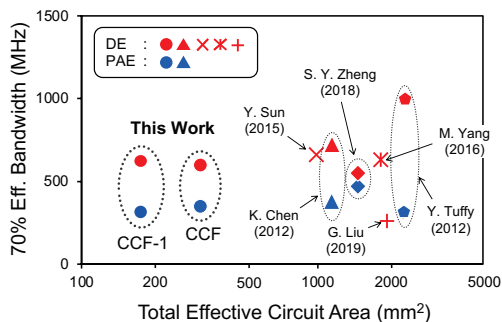 1500
1000
500
0
70% Eff. Bandwidth (MHz)
DE :
PAE :
This Work
CCF-1
CCF
Y. Sun
(2015)
S. Y. Zheng
(2018)
M. Yang
(2016)
K. Chen
(2012)
G. Liu
(2019)
Y. Tuffy
(2012)
100
200
500
1000
2000
5000
Total Effective Circuit Area (mm²)